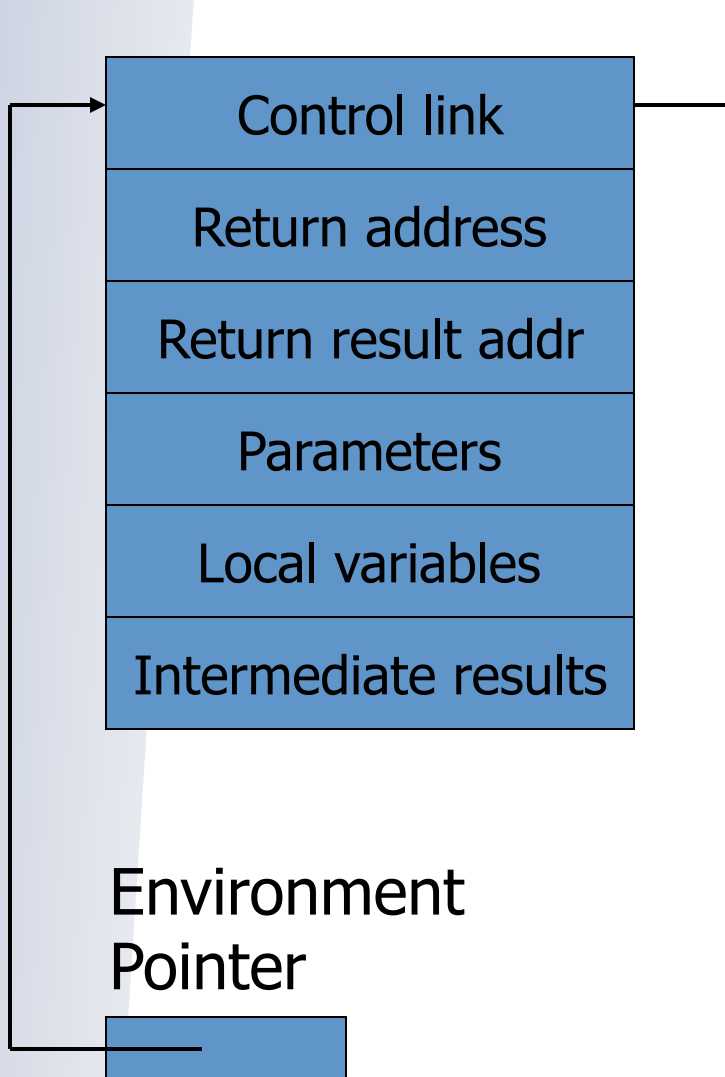 Control link
Return address
Return result addr
Parameters
Local variables
Intermediate results
Environment
Pointer